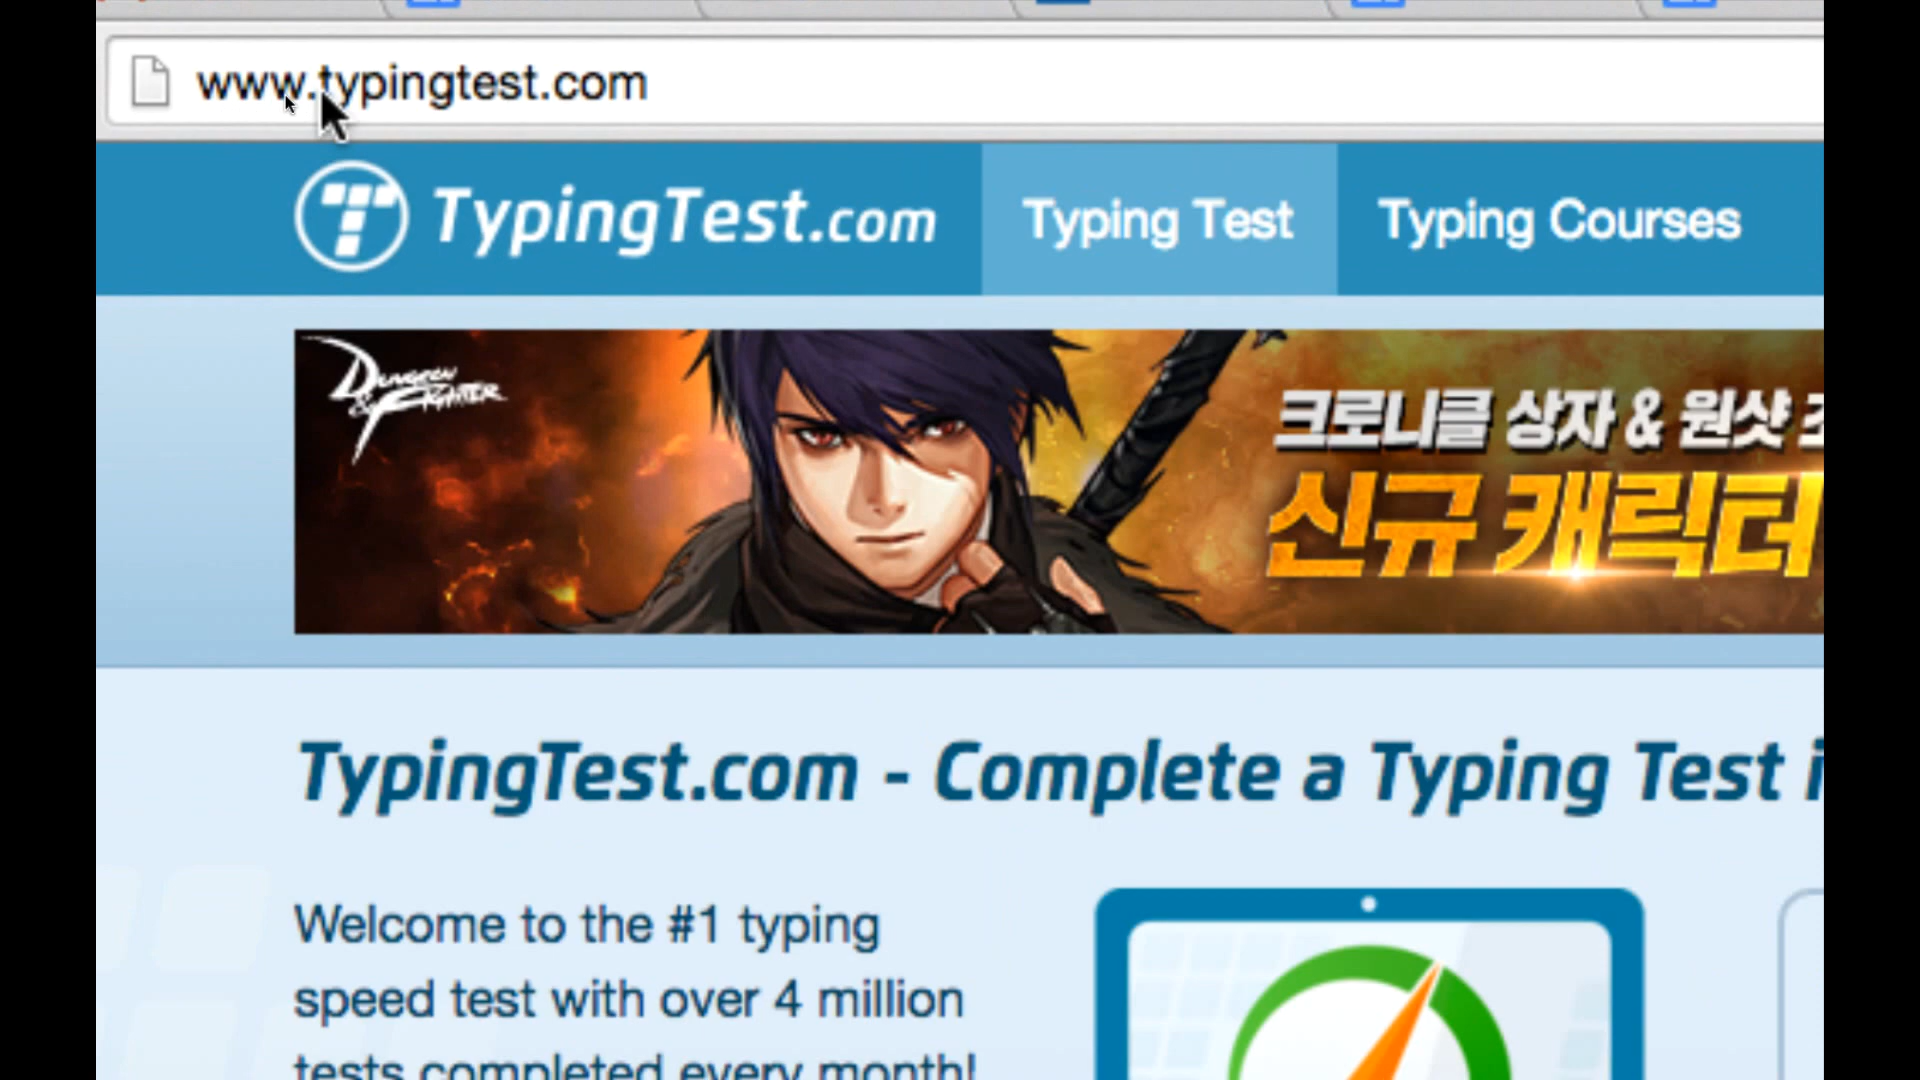 www.typingtest.com
TypingTest.com
Typing Test
Typing Courses
Dungeon
& Fighter
크로니클 상자 & 원샷
신규 캐릭터
TypingTest.com - Complete a Typing Test i
Welcome to the #1 typing
speed test with over 4 million
tests completed every month!